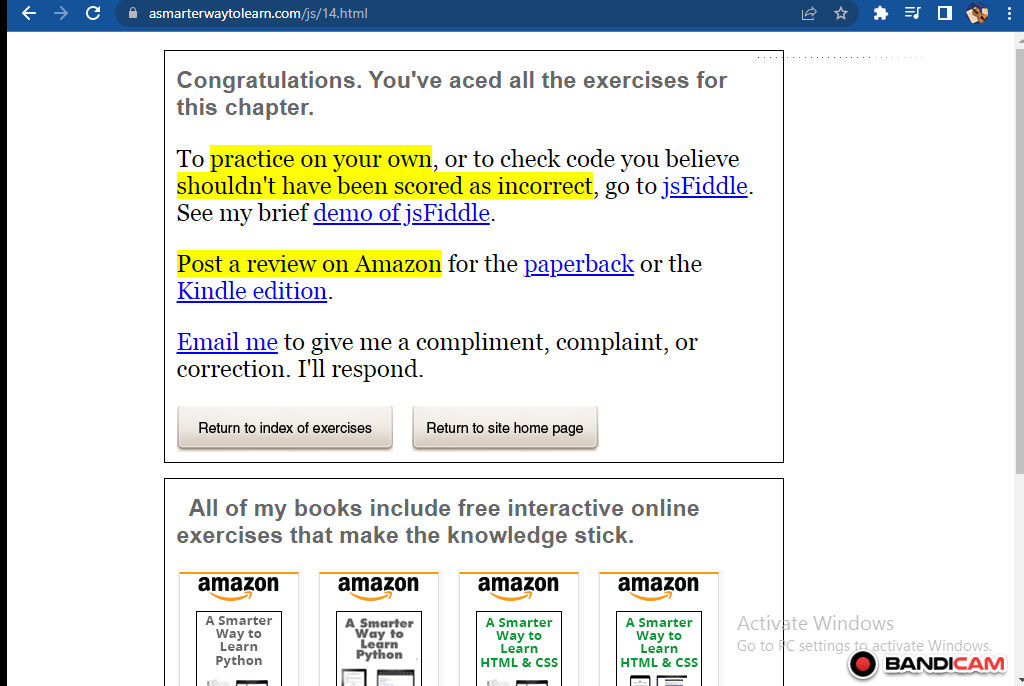 asmarterwaytolearn.com/js/14.html
Congratulations. You've aced all the exercises for
this chapter.
To practice on your own, or to check code you believe
shouldn't have been scored as incorrect, go to jsFiddle.
See my brief demo of jsFiddle.
Post a review on Amazon for the paperback or the
Kindle edition.
Email me to give me a compliment, complaint, or
correction. I'll respond.
Return to index of exercises
Return to site home page
All of my books include free interactive online
exercises that make the knowledge stick.
amazon
A Smarter
Way to
Learn
Python
amazon
A Smarter
Way to
Learn
Python
amazon
A Smarter
Way to
Learn
HTML & CSS
amazon
A Smarter
Way to
Learn
HTML & CSS
Activate Windows
Go to PC settings to activate Windows.
BANDICAM